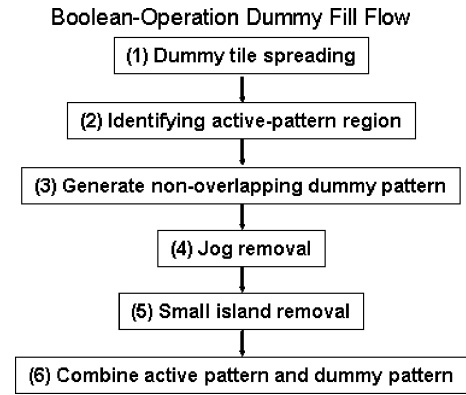 Boolean-Operation Dummy Fill Flow
(1) Dummy tile spreading
(2) Identifying active-pattern region
(3) Generate non-overlapping dummy pattern
(4) Jog removal
(5) Small island removal
(6) Combine active pattern and dummy pattern